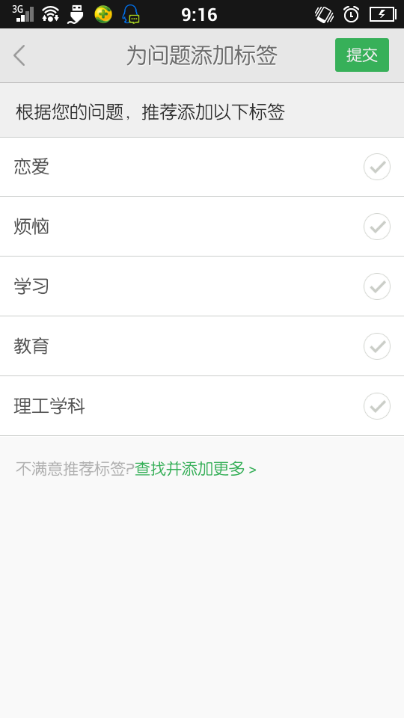 3G 9:16
为问题添加标签 提交
根据您的问题，推荐添加以下标签
恋爱
烦恼
学习
教育
理工学科
不满意推荐标签?查找并添加更多 >